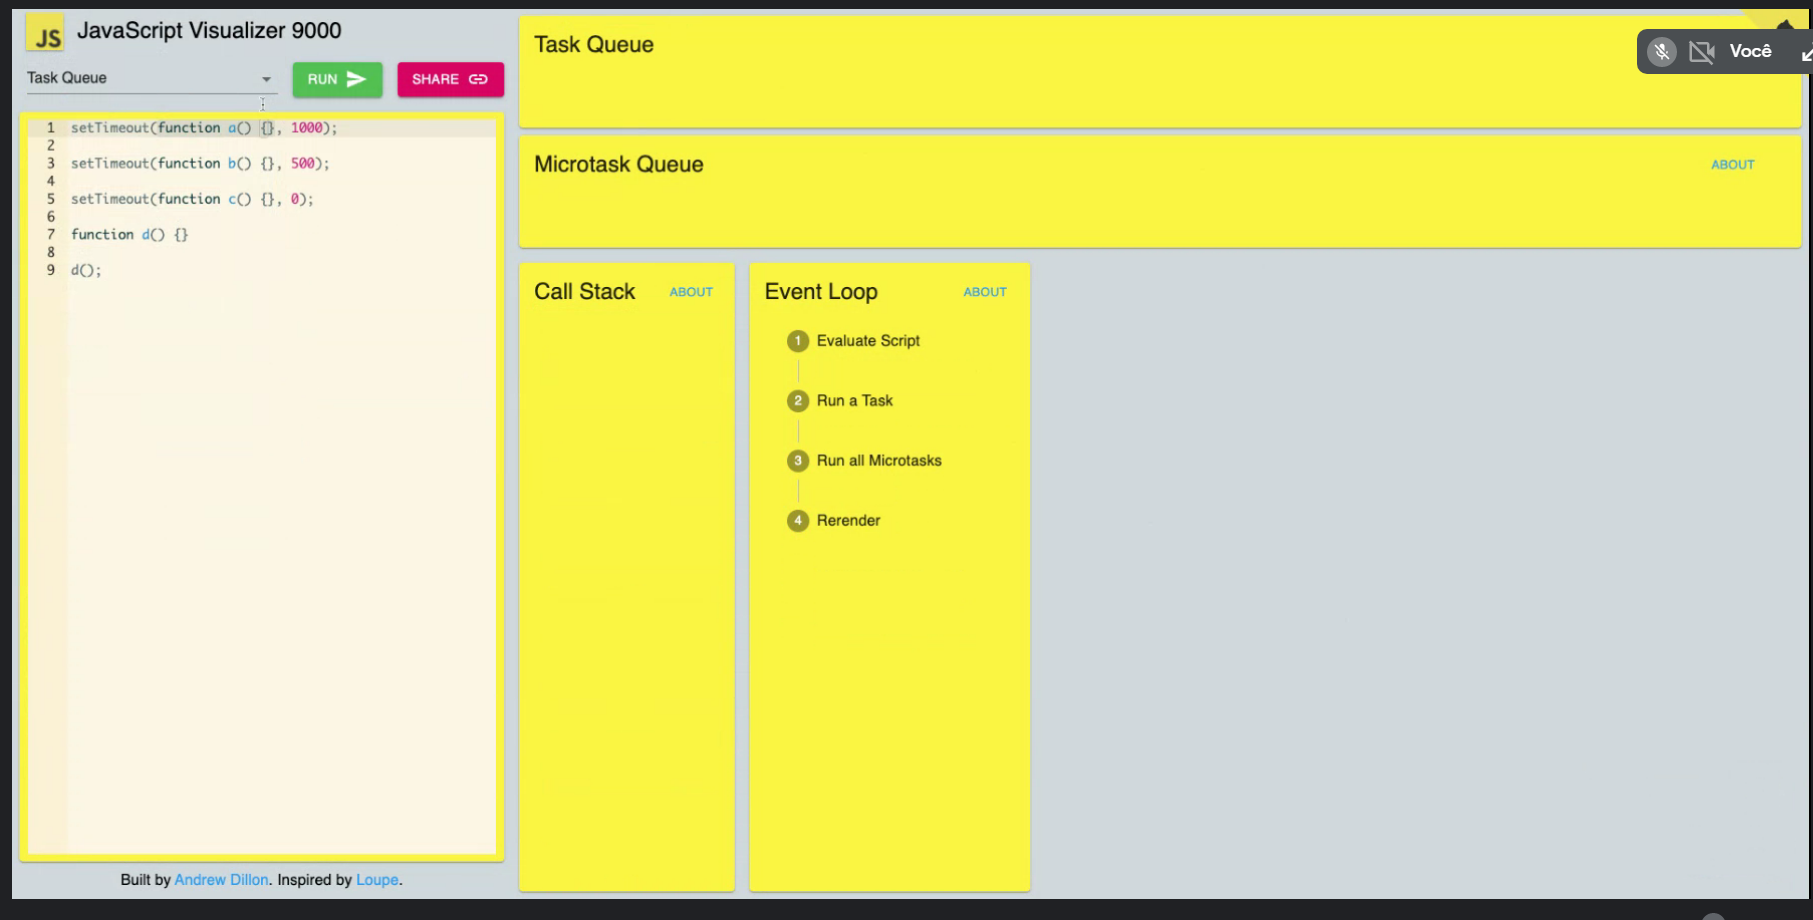 JS JavaScript Visualizer 9000
Task Queue
RUN
SHARE
1 setTimeout(function a() {}, 1000);
2
3 setTimeout(function b() {}, 500);
4
5 setTimeout(function c() {}, 0);
6
7 function d() {}
8
9 d();
Built by Andrew Dillon. Inspired by Loupe.
Task Queue
Você
Microtask Queue
ABOUT
Call Stack
ABOUT
Event Loop
ABOUT
1 Evaluate Script
2 Run a Task
3 Run all Microtasks
4 Rerender